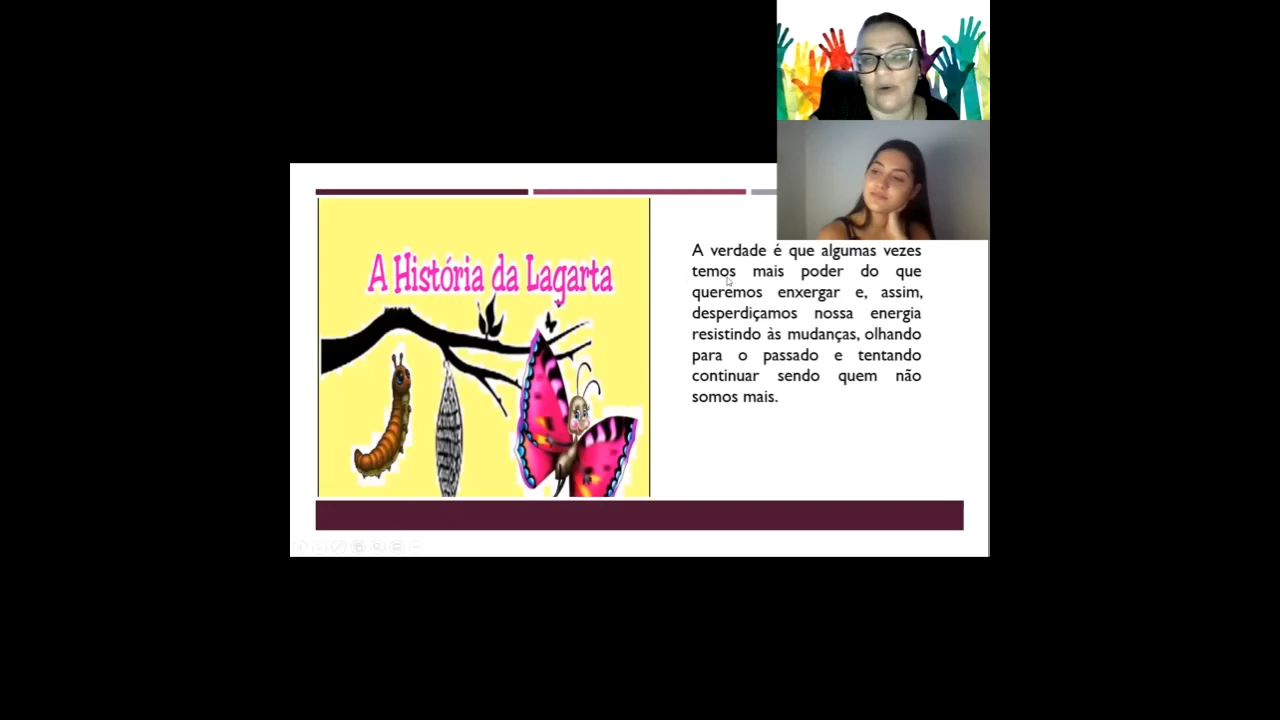 A História da Lagarta
A verdade é que algumas vezes
temos mais poder do que
queremos enxergar e, assim,
desperdiçamos nossa energia
resistindo às mudanças, olhando
para o passado e tentando
continuar sendo quem não
somos mais.